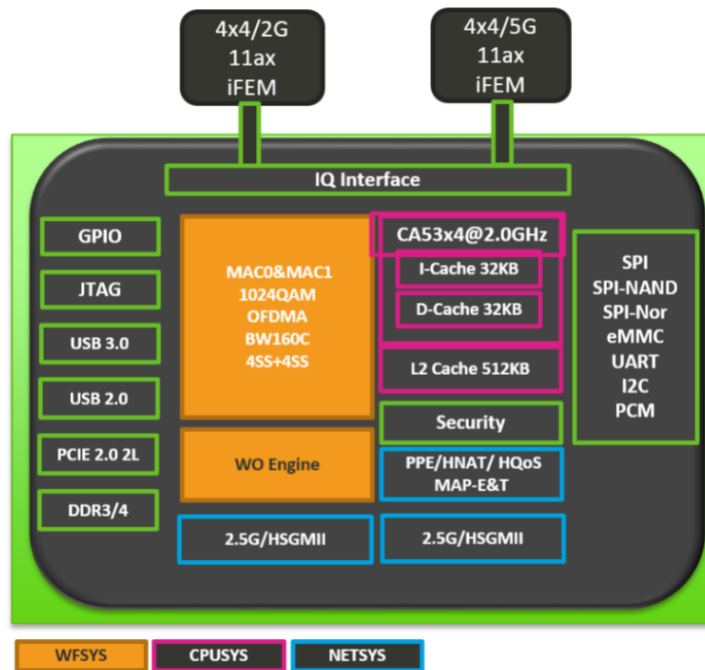 4x4/2G
11ax
iFEM
4x4/5G
11ax
iFEM
IQ Interface
GPIO
JTAG
USB 3.0
USB 2.0
PCIE 2.0 2L
DDR3/4
MAC0&MAC1
1024QAM
OFDMA
BW160C
4SS+4SS
WO Engine
2.5G/HSGMII
CA53x4@2.0GHz
I-Cache 32KB
D-Cache 32KB
L2 Cache 512KB
Security
PPE/HNAT/ HQoS
MAP-E&T
2.5G/HSGMII
SPI
SPI-NAND
SPI-Nor
eMMC
UART
I2C
PCM
WFSYS
CPUSYS
NETSYS